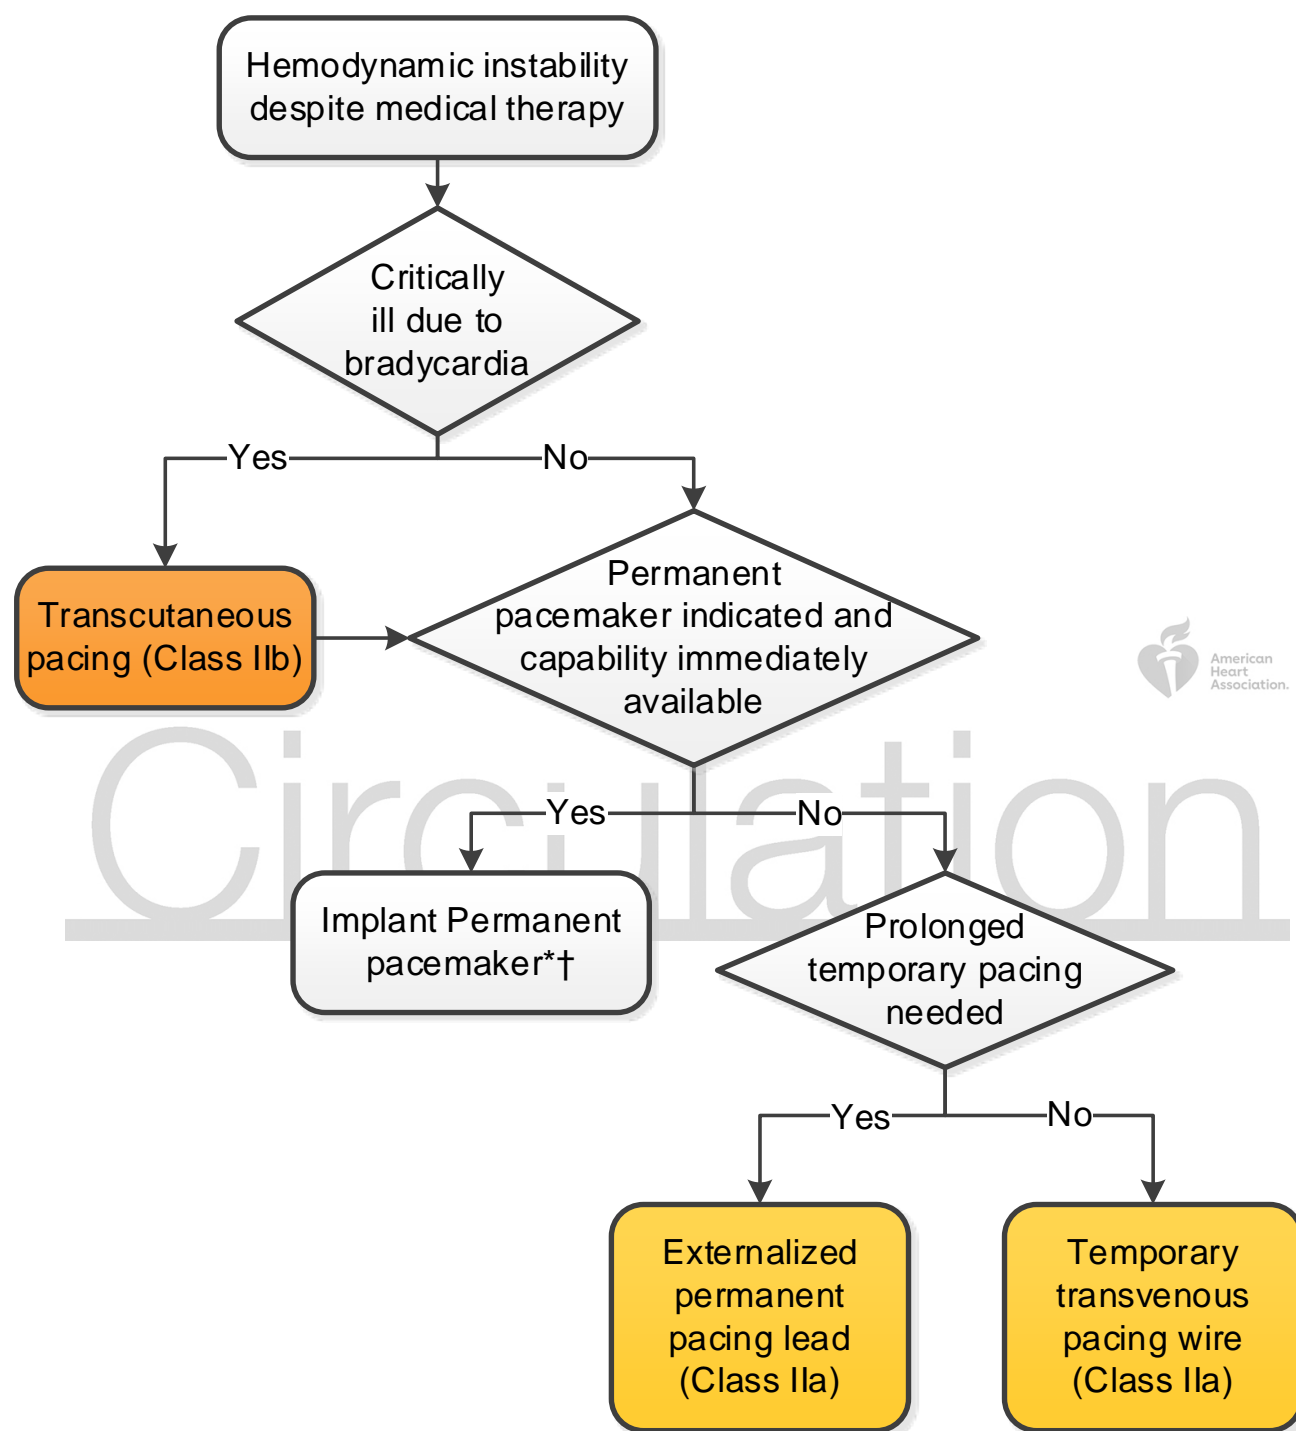 Hemodynamic instability
despite medical therapy
Critically
ill due to
bradycardia
Yes
No
Transcutaneous
pacing (Class IIb)
Permanent
pacemaker indicated and
capability immediately
available
American
Heart
Association.
Circulation
Yes
No
Implant Permanent
pacemaker*†
Prolonged
temporary pacing
needed
Yes
No
Externalized
permanent
pacing lead
(Class IIa)
Temporary
transvenous
pacing wire
(Class IIa)